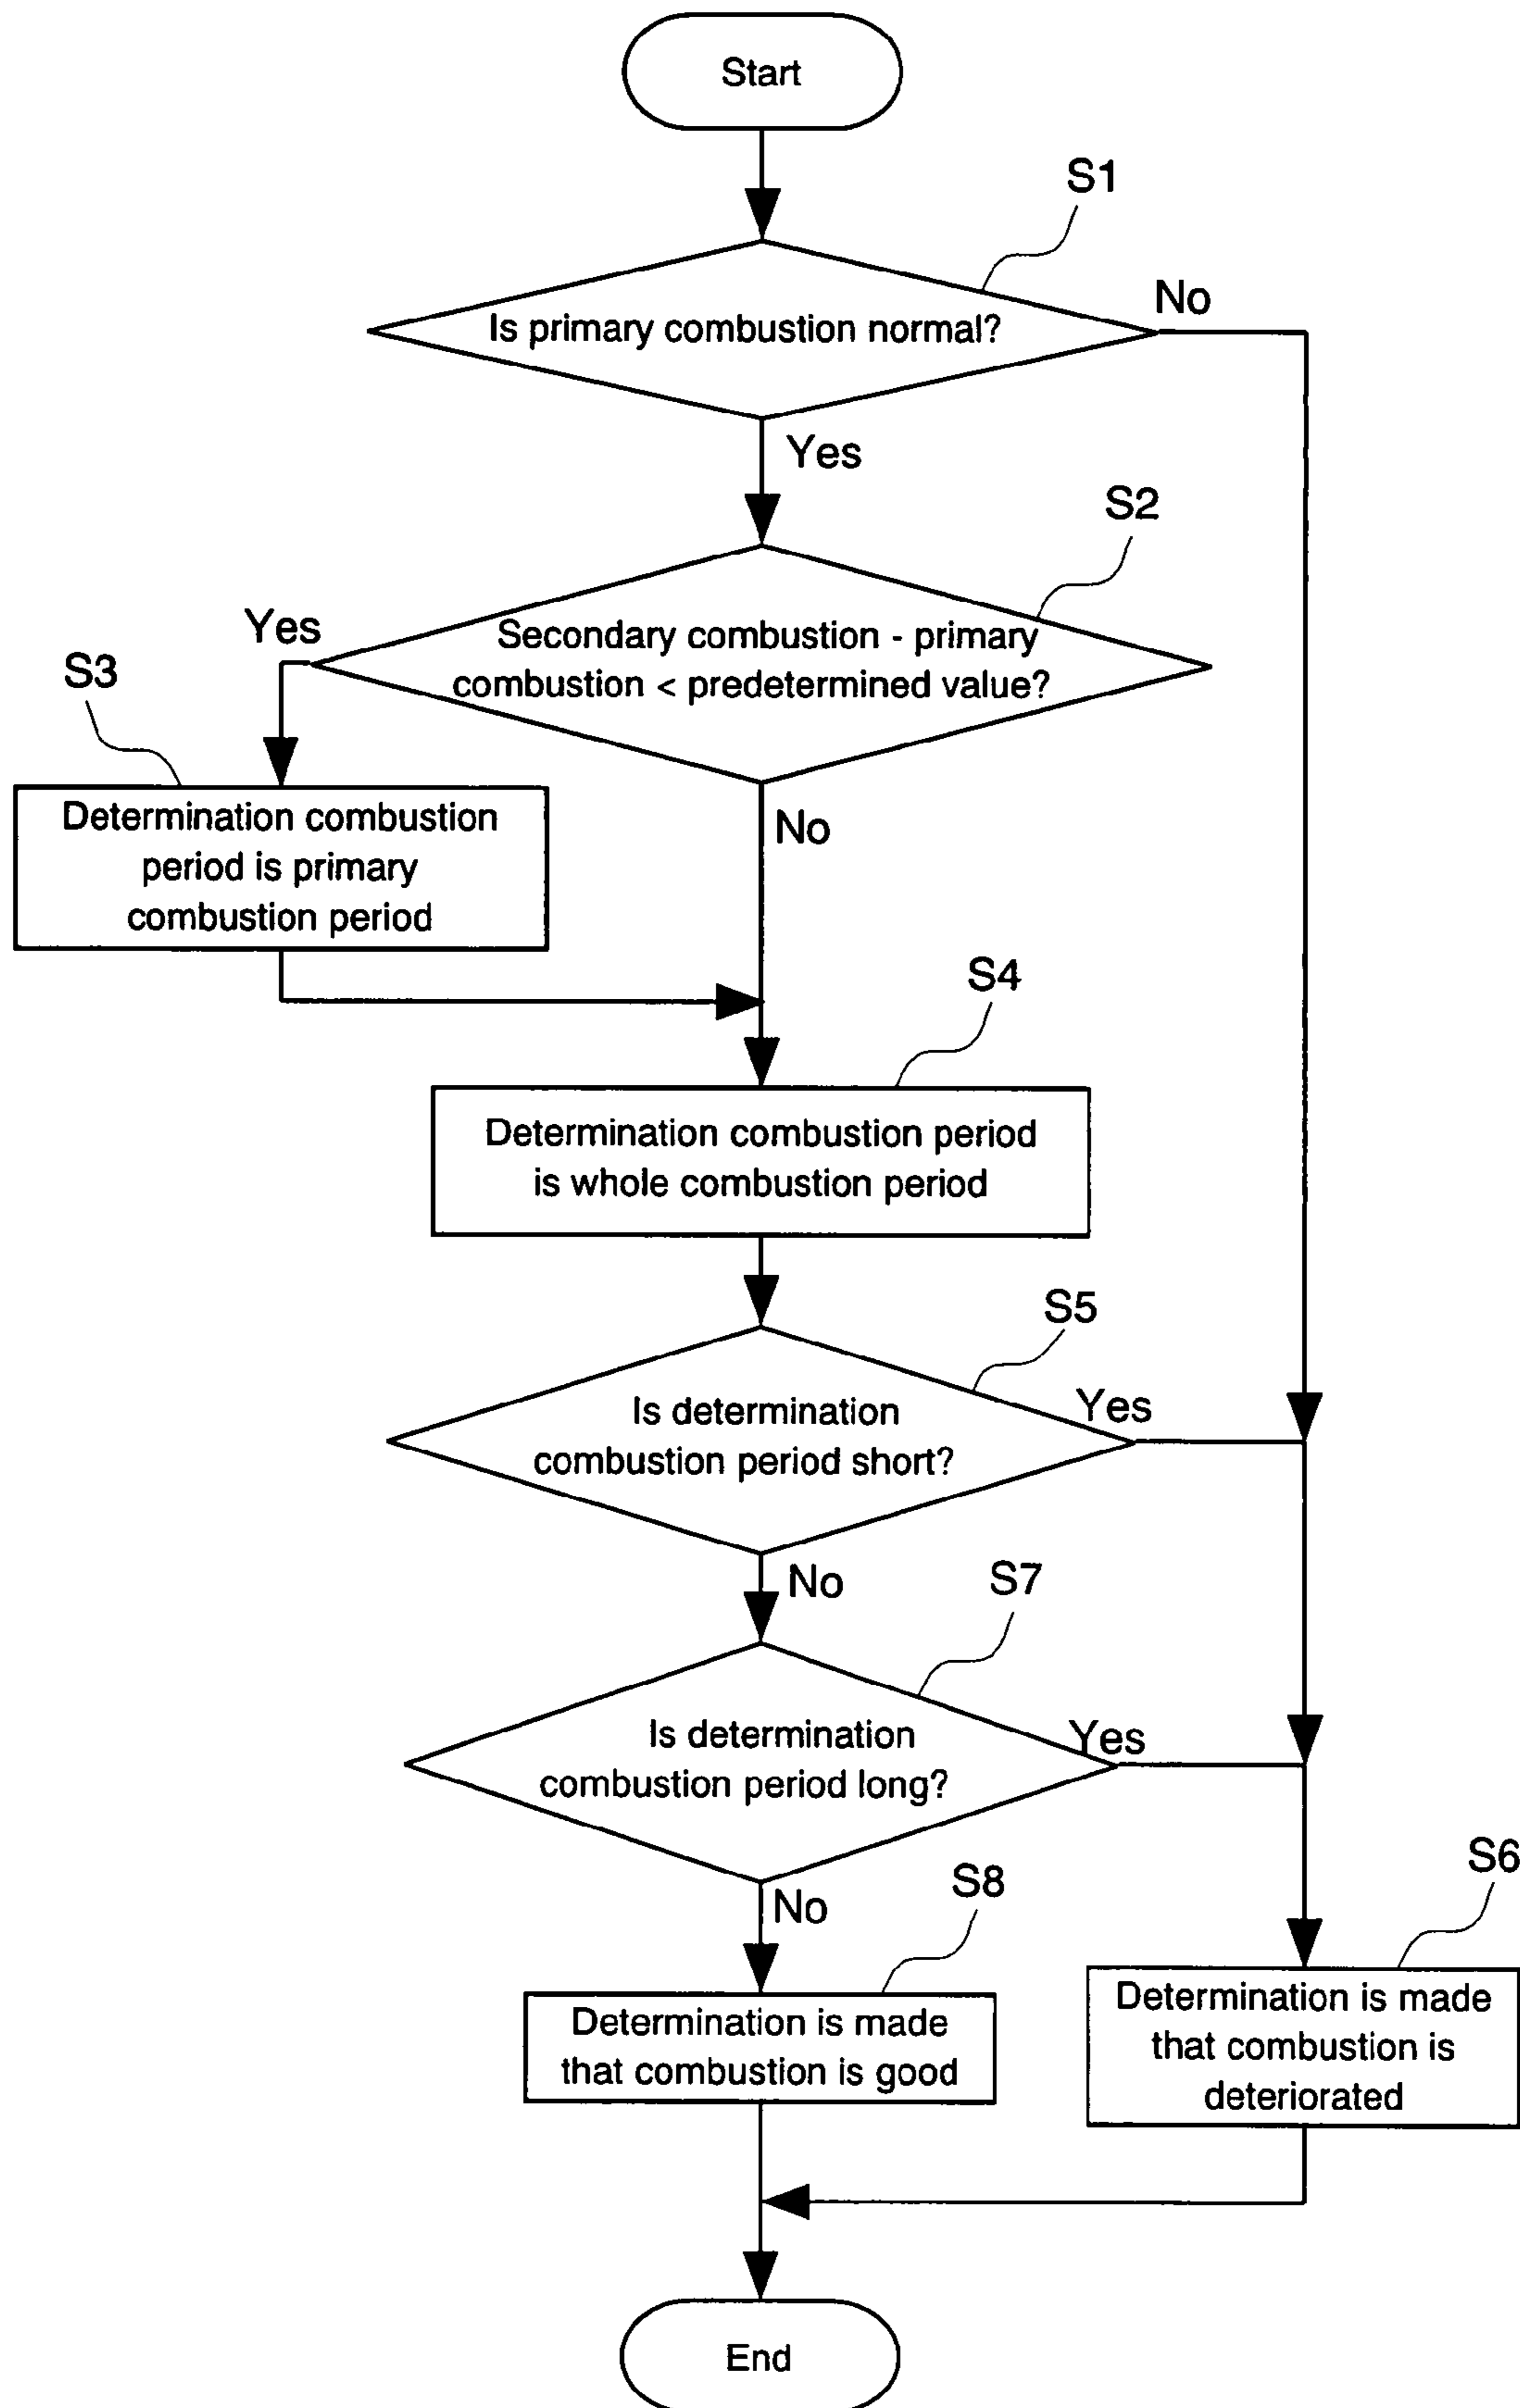 Start
S1
Is primary combustion normal?
No
Yes
S2
Secondary combustion - primary
combustion < predetermined value?
Yes
S3
Determination combustion
period is primary
combustion period
No
S4
Determination combustion period
is whole combustion period
S5
Is determination
combustion period short?
Yes
No
S7
Is determination
combustion period long?
Yes
No
S8
Determination is made
that combustion is good
S6
Determination is made
that combustion is
deteriorated
End